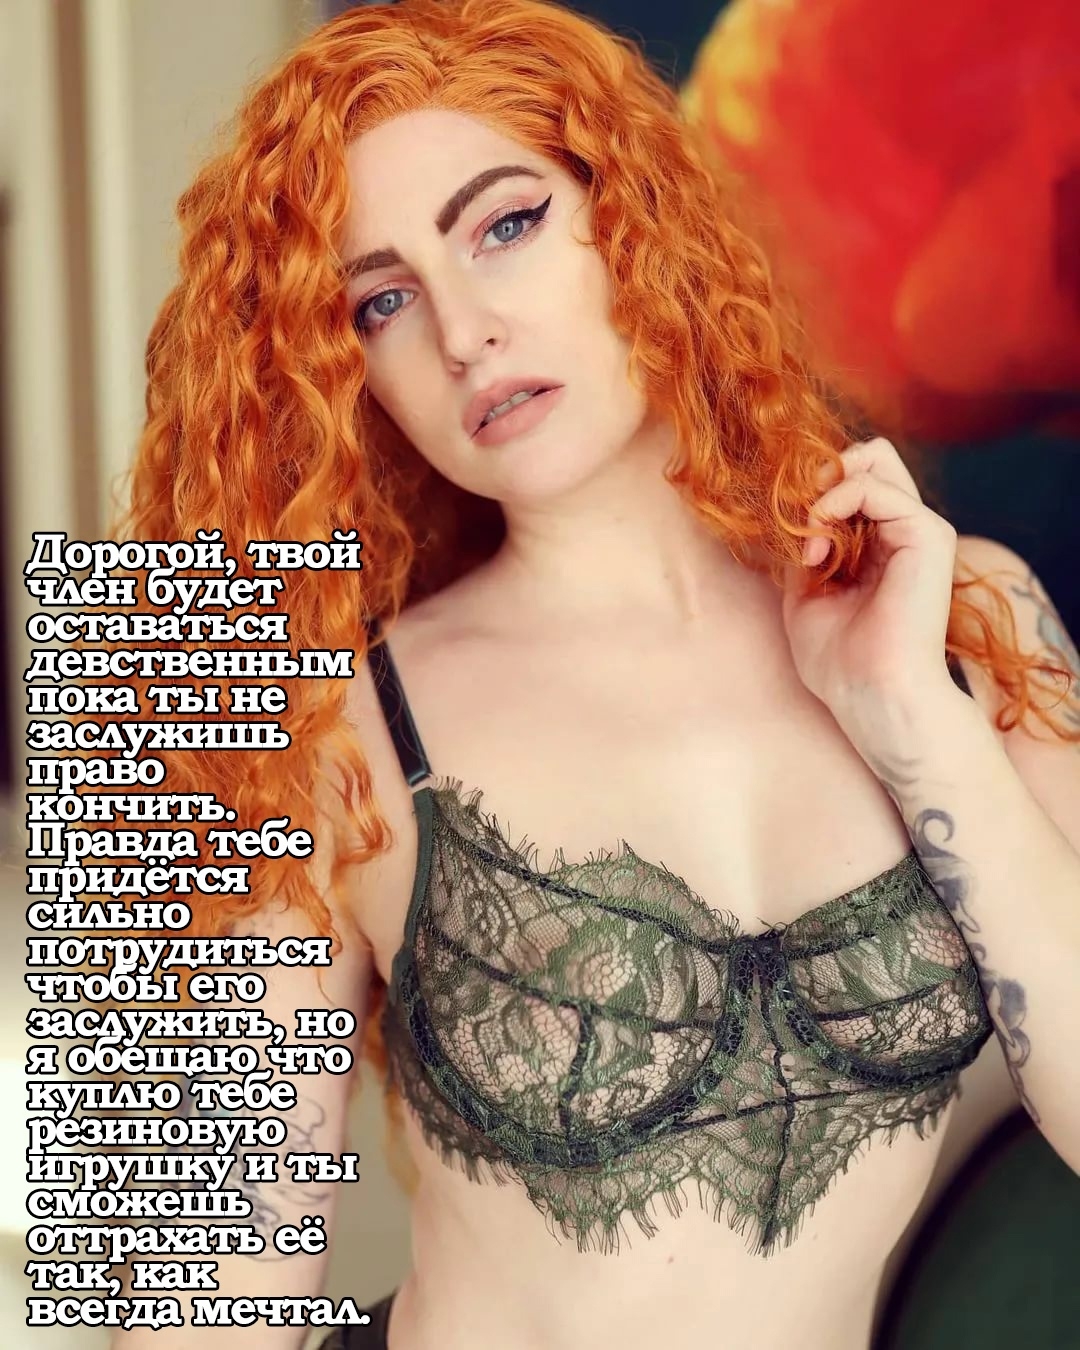 Дорогой, твой
член будет
оставаться
девственным
пока ты не
заслужишь
право
кончить.
Правда тебе
придётся
сильно
потрудиться
чтобы его
заслужить, но
я обещаю что
куплю тебе
резиновую
игрушку и ты
сможешь
оттрахать её
так, как
всегда мечтал.